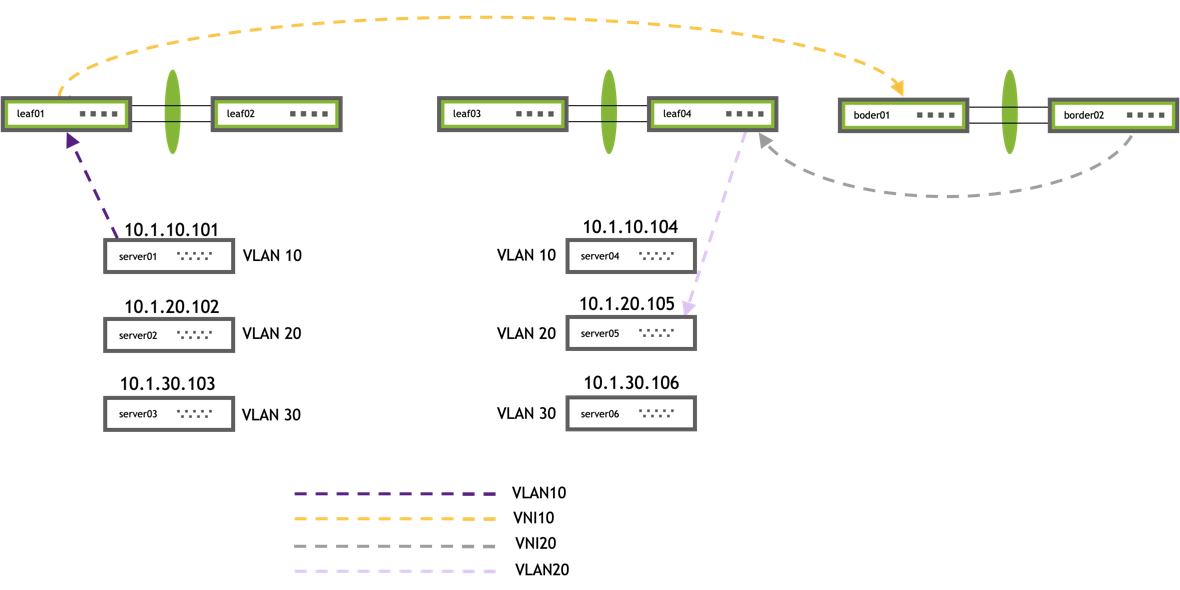 leaf01
leaf02
leaf03
leaf04
boder01
border02
10.1.10.101
server01
VLAN 10
10.1.20.102
server02
VLAN 20
10.1.30.103
server03
VLAN 30
10.1.10.104
VLAN 10
server04
10.1.20.105
VLAN 20
server05
10.1.30.106
VLAN 30
server06
VLAN10
VNI10
VNI20
VLAN20